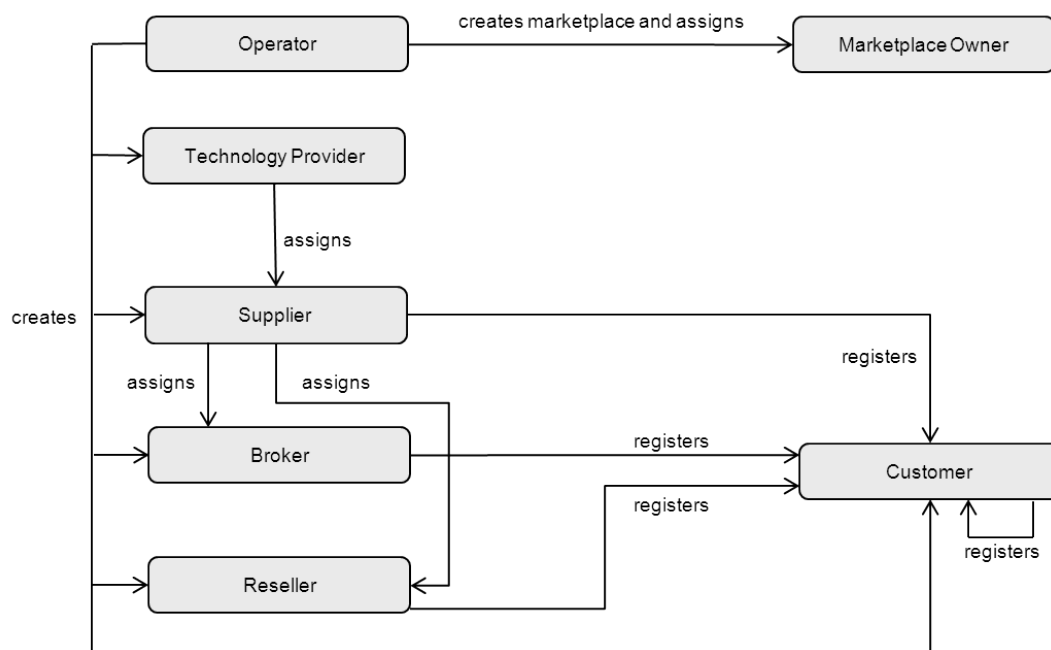 creates marketplace and assigns
Operator
Marketplace Owner
Technology Provider
assigns
Supplier
creates
registers
assigns
assigns
registers
Broker
Customer
registers
registers
Reseller